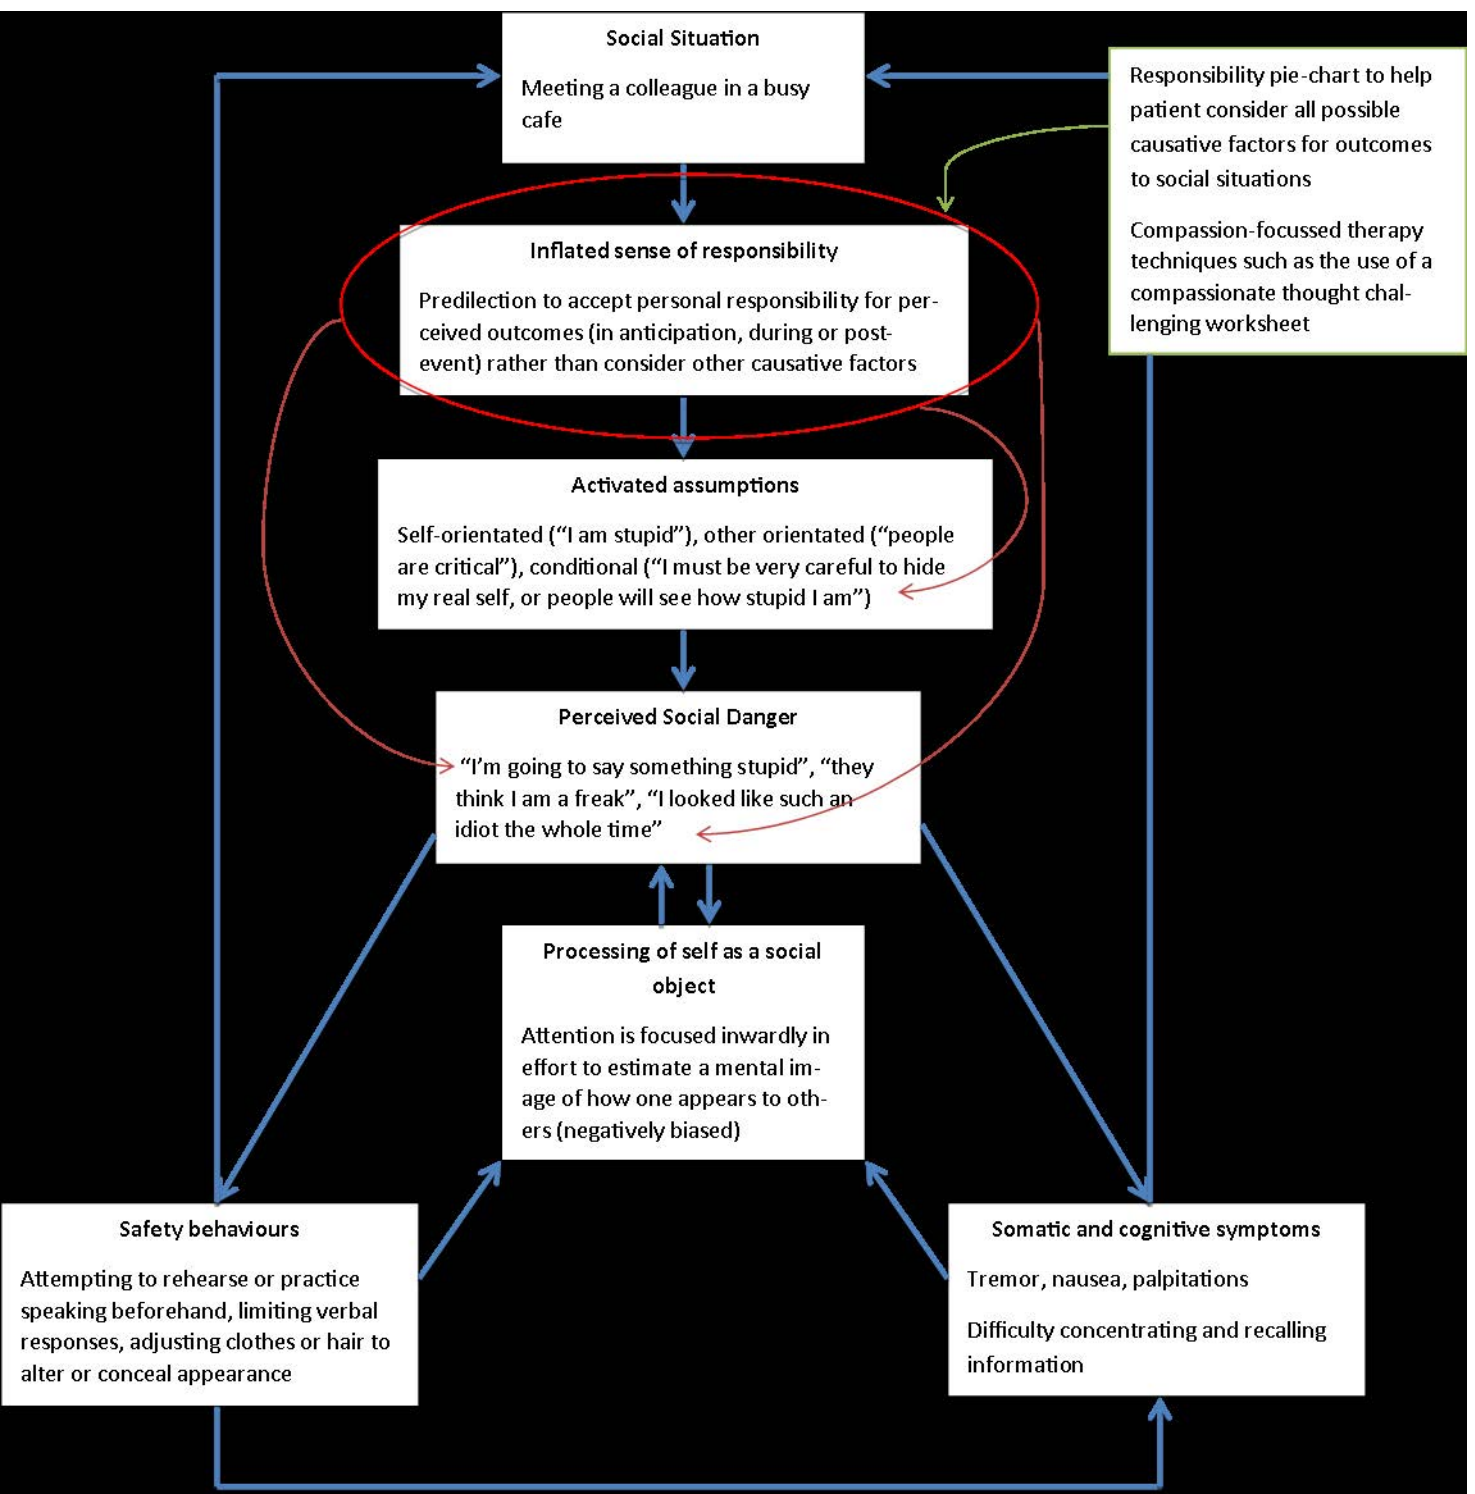 Social Situation
Meeting a colleague in a busy
cafe
Responsibility pie-chart to help
patient consider all possible
causative factors for outcomes
to social situations
Compassion-focussed therapy
techniques such as the use of a
compassionate thought chal-
lenging worksheet
Inflated sense of responsibility
Predilection to accept personal responsibility for per-
ceived outcomes (in anticipation, during or post-
event) rather than consider other causative factors
Activated assumptions
Self-orientated (“I am stupid”), other orientated (“people
are critical”), conditional (“I must be very careful to hide
my real self, or people will see how stupid I am”)
Perceived Social Danger
“I’m going to say something stupid”, “they
think I am a freak”, “I looked like such an
idiot the whole time”
Processing of self as a social
object
Attention is focused inwardly in
effort to estimate a mental im-
age of how one appears to oth-
ers (negatively biased)
Safety behaviours
Attempting to rehearse or practice
speaking beforehand, limiting verbal
responses, adjusting clothes or hair to
alter or conceal appearance
Somatic and cognitive symptoms
Tremor, nausea, palpitations
Difficulty concentrating and recalling
information